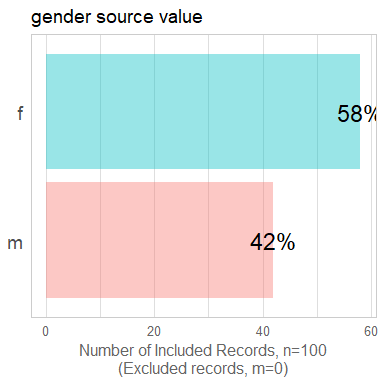 gender source value
f
58%
m
42%
0
20
40
60
Number of Included Records, n=100
(Excluded records, m=0)